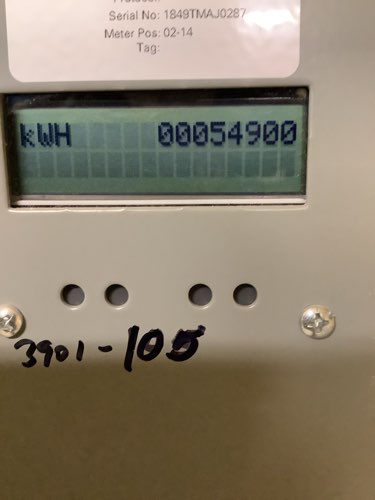 Serial No: 1849TMAJ0287
Meter Pos: 02-14
Tag:
kWH 00054900
3901-105